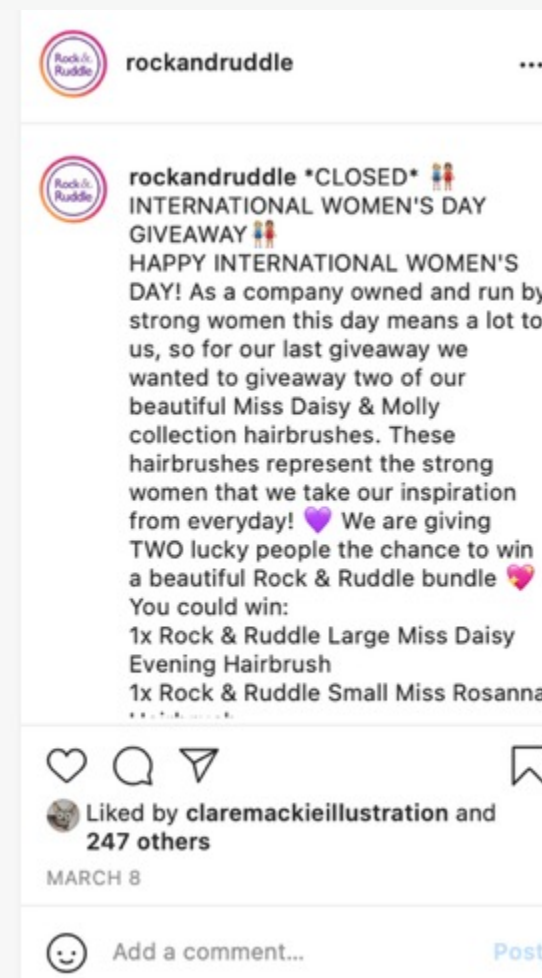 Rock &
Ruddle
rockandruddle
Rock &
Ruddle
rockandruddle *CLOSED* 👭
INTERNATIONAL WOMEN'S DAY
GIVEAWAY👭
HAPPY INTERNATIONAL WOMEN'S
DAY! As a company owned and run by
strong women this day means a lot to
us, so for our last giveaway we
wanted to giveaway two of our
beautiful Miss Daisy & Molly
collection hairbrushes. These
hairbrushes represent the strong
women that we take our inspiration
from everyday! 💜 We are giving
TWO lucky people the chance to win
a beautiful Rock & Ruddle bundle 💖
You could win:
1x Rock & Ruddle Large Miss Daisy
Evening Hairbrush
1x Rock & Ruddle Small Miss Rosanna
Liked by claremackieillustration and
247 others
MARCH 8
Add a comment...
Post